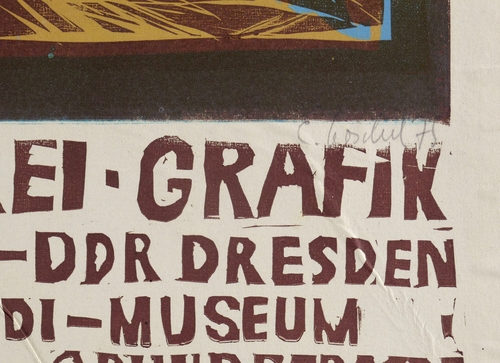 EI · GRAFIK
-DDR DRESDEN
DI-MUSEUM